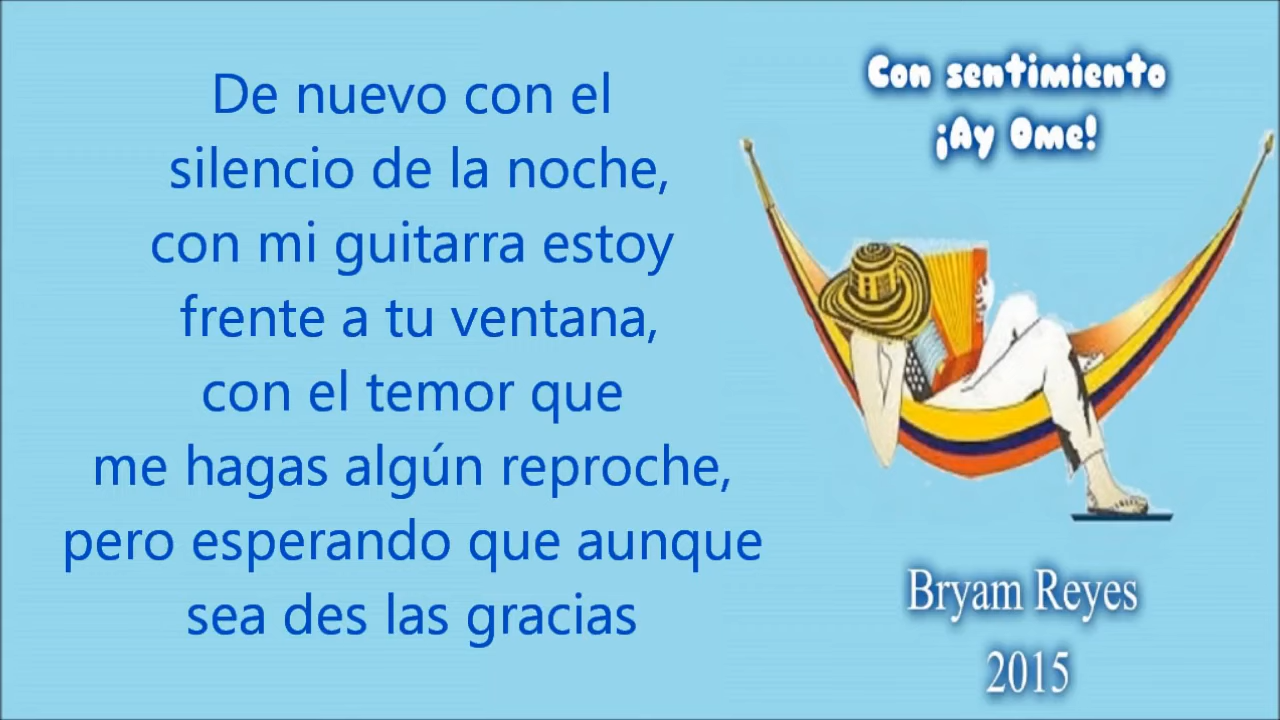 De nuevo con el
silencio de la noche,
con mi guitarra estoy
frente a tu ventana,
con el temor que
me hagas algún reproche,
pero esperando que aunque
sea des las gracias
Con sentimiento
¡Ay Ome!
Bryam Reyes
2015